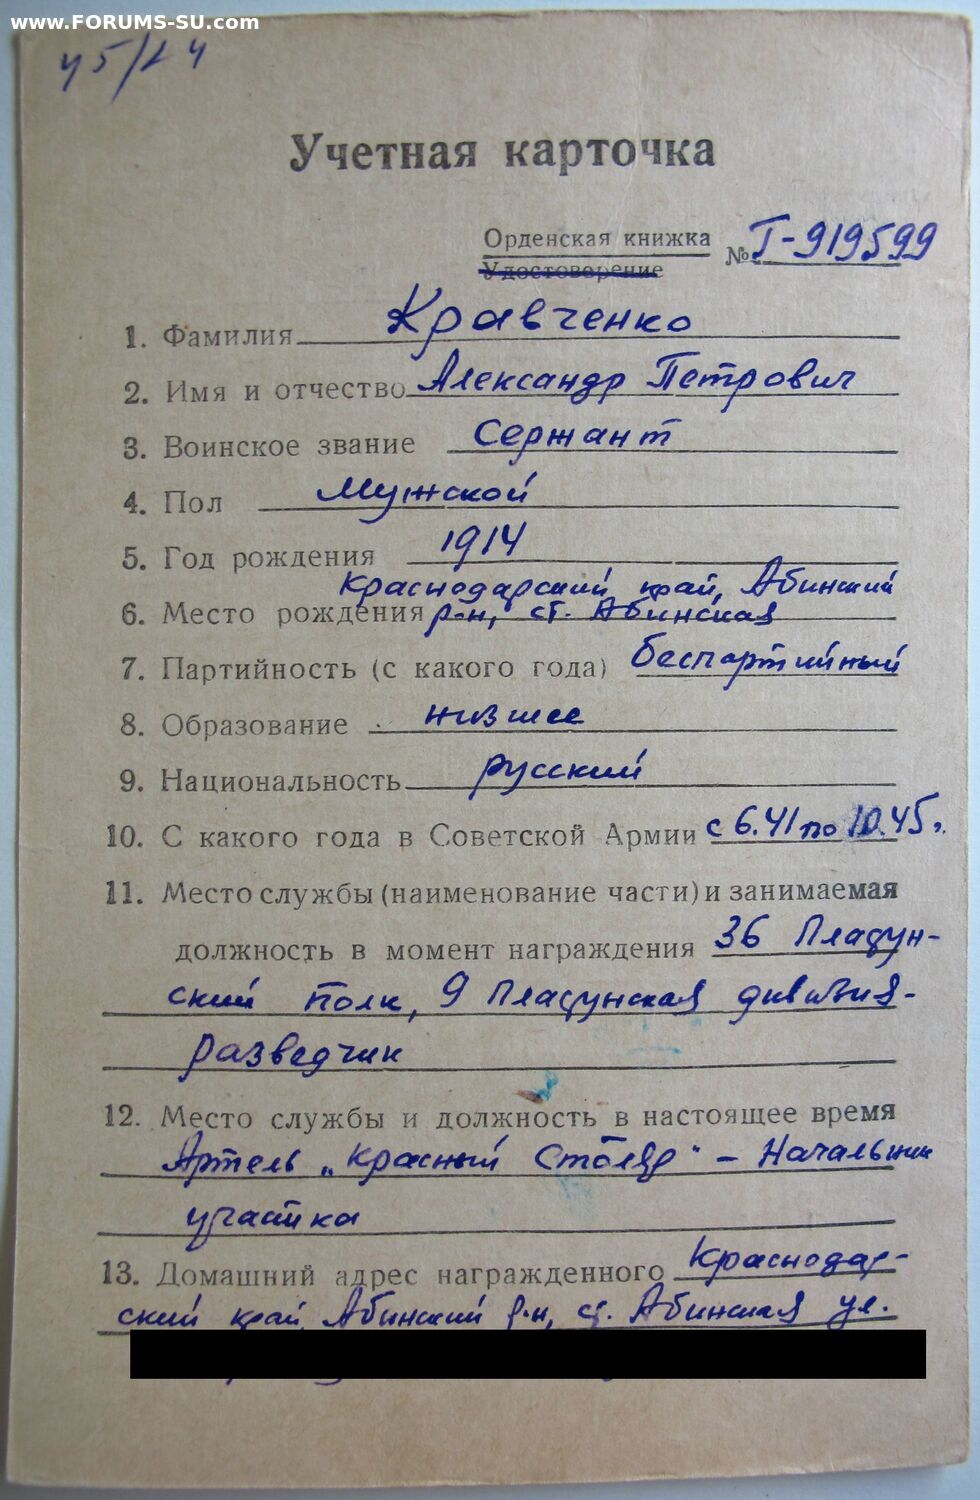 www.FORUMS-SU.com
Учетная карточка
Орденская книжка
Удостоверение
№ Г-919599
1. Фамилия Кравченко
2. Имя и отчество Александр Петрович
3. Воинское звание Сержант
4. Пол Мужской
5. Год рождения 1914
Краснодарский край, Абинский
6. Место рождения р-н, ст. Абинская
7. Партийность (с какого года) беспартийный
8. Образование низшее
9. Национальность русский
10. С какого года в Советской Армии с 6.41 по 10.45г.
11. Место службы (наименование части) и занимаемая
должность в момент награждения 36 Пладун-
ский полк, 9 Пладунская дивизия-
разведчик
12. Место службы и должность в настоящее время
Артель „Красный Столяр" – Начальник
участка
13. Домашний адрес награжденного Краснодар-
ский край, Абинский р-н, ст. Абинская ул.